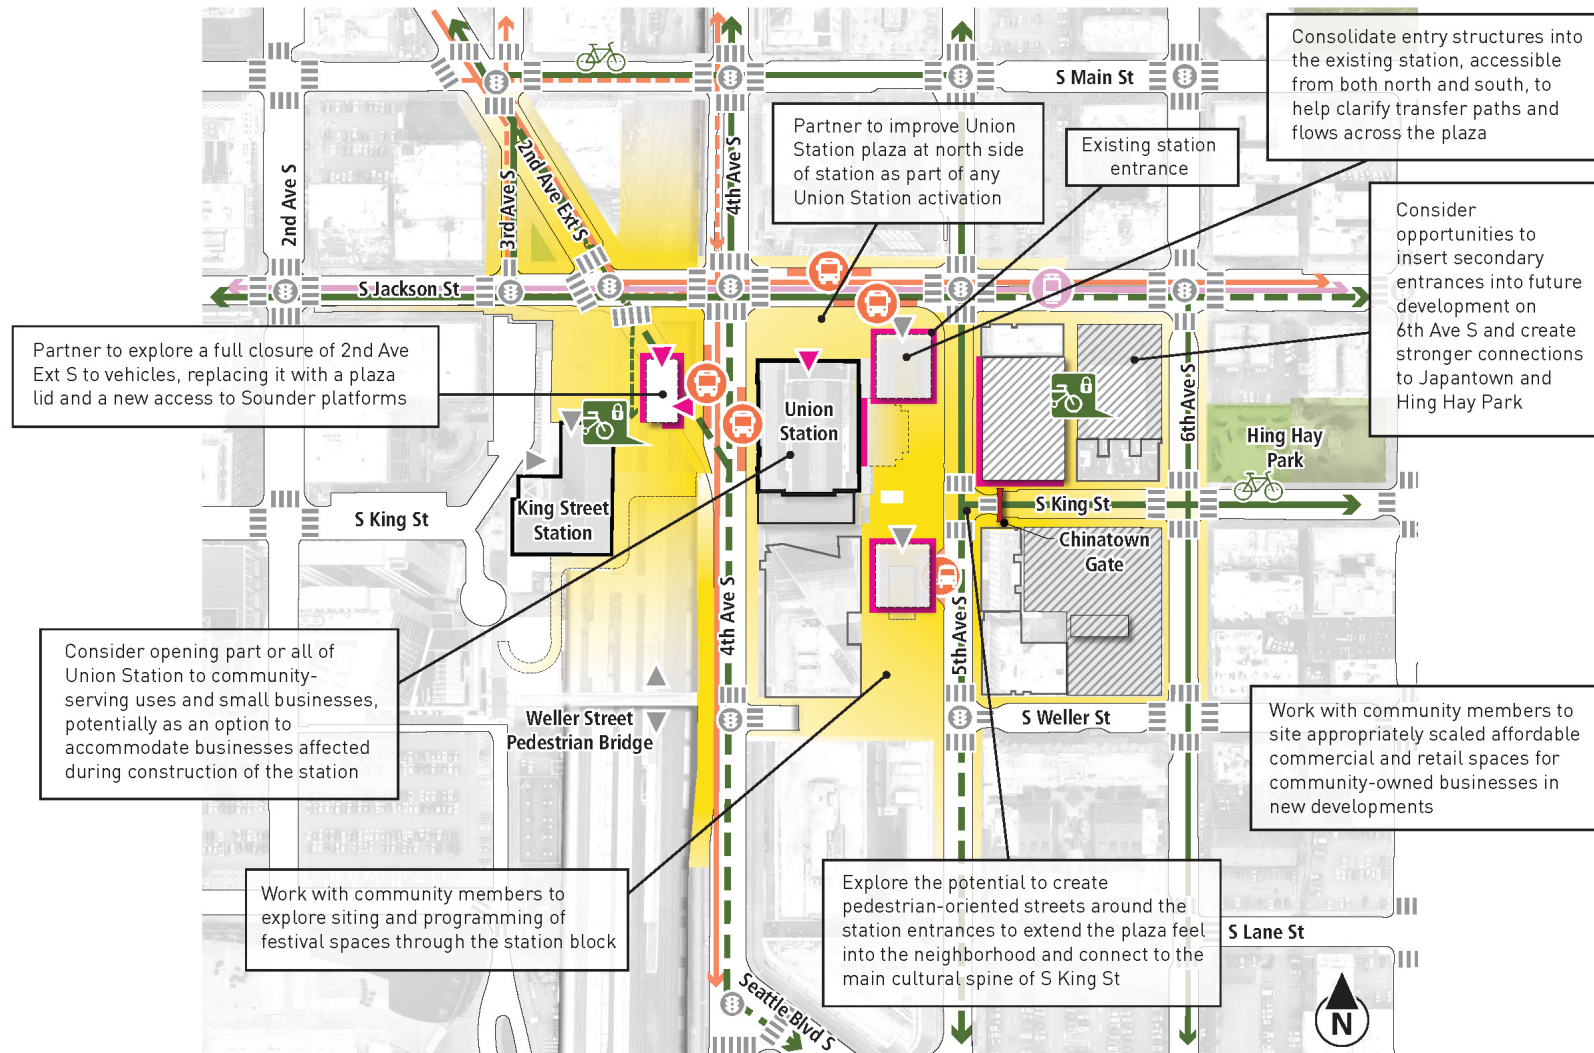 Consolidate entry structures into
the existing station, accessible
from both north and south, to
help clarify transfer paths and
flows across the plaza
S Main St
Partner to improve Union
Station plaza at north side
of station as part of any
Union Station activation
Existing station
entrance
Consider
opportunities to
insert secondary
entrances into future
development on
6th Ave S and create
stronger connections
to Japantown and
Hing Hay Park
2nd Ave S
3rd Ave S
2nd Ave Ext S
4th Ave S
S Jackson St
Partner to explore a full closure of 2nd Ave
Ext S to vehicles, replacing it with a plaza
lid and a new access to Sounder platforms
Union
Station
6th Ave S
Hing Hay
Park
S King St
King Street
Station
S King St
Chinatown
Gate
4th Ave S
5th Ave S
Consider opening part or all of
Union Station to community-
serving uses and small businesses,
potentially as an option to
accommodate businesses affected
during construction of the station
Weller Street
Pedestrian Bridge
S Weller St
Work with community members to
site appropriately scaled affordable
commercial and retail spaces for
community-owned businesses in
new developments
Work with community members to
explore siting and programming of
festival spaces through the station block
Explore the potential to create
pedestrian-oriented streets around the
station entrances to extend the plaza feel
into the neighborhood and connect to the
main cultural spine of S King St
S Lane St
Seattle Blvd S
N